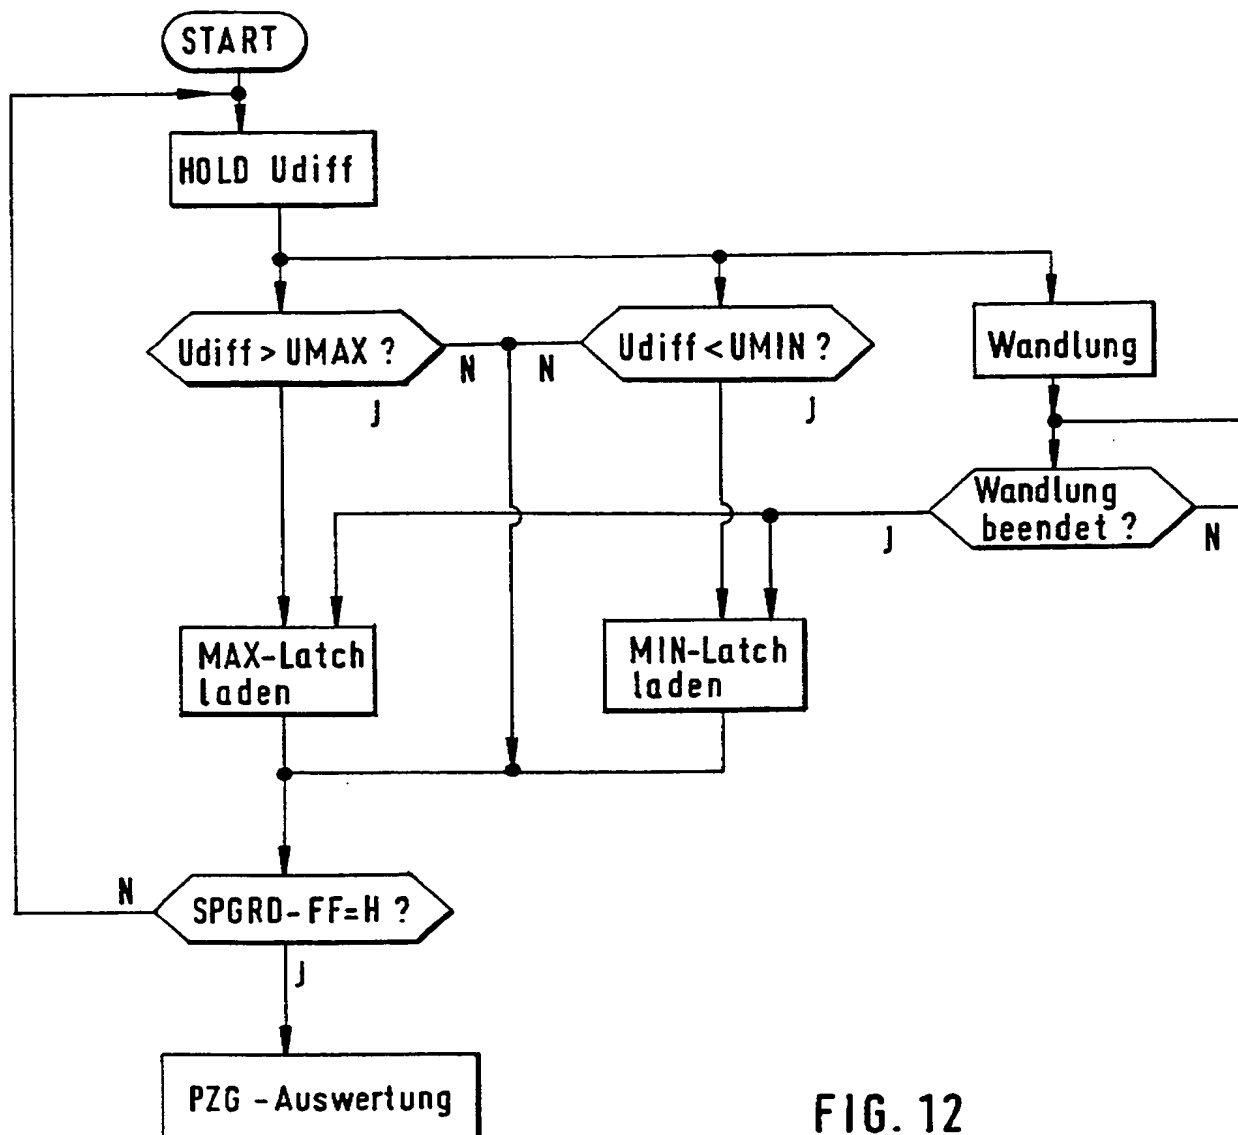 START
HOLD Udiff
Udiff > UMAX ?
N
N
Udiff < UMIN ?
Wandlung
J
J
Wandlung
beendet ?
J
N
MAX-Latch
laden
MIN-Latch
laden
N
SPGRD-FF=H ?
J
PZG-Auswertung
FIG. 12